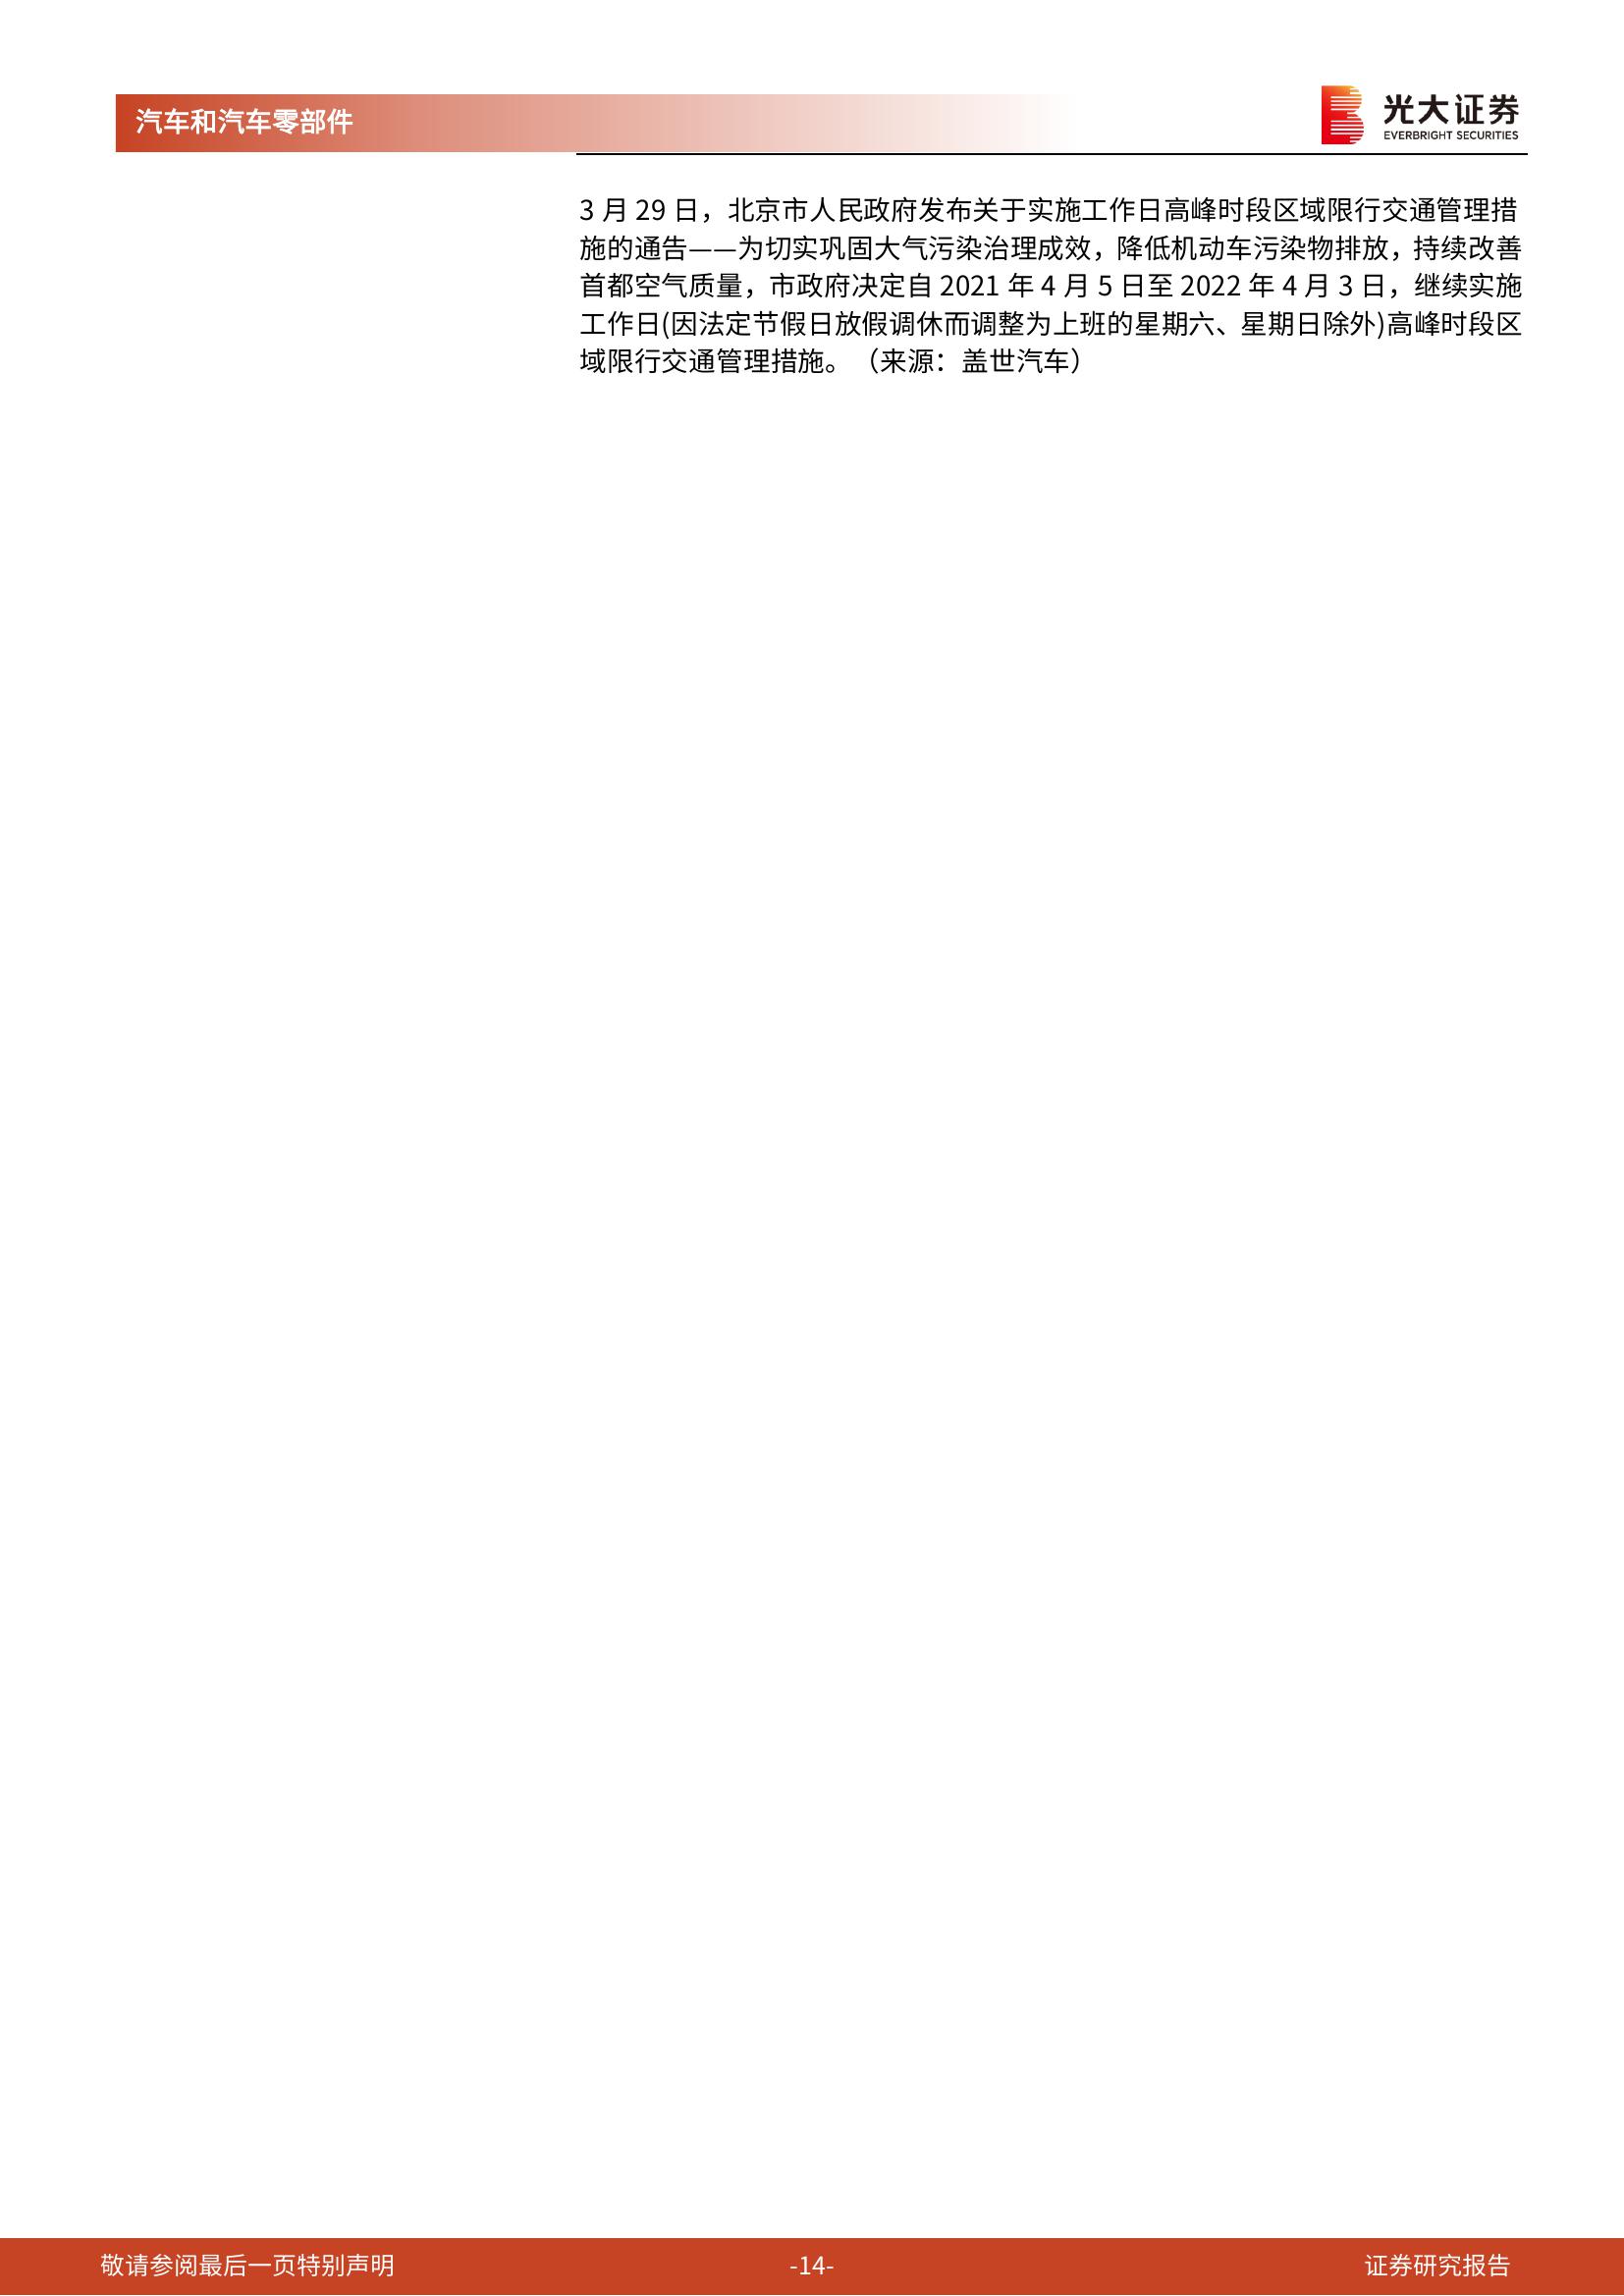 汽车和汽车零部件
光大证券
EVERBRIGHT SECURITIES
3 月 29 日，北京市人民政府发布关于实施工作日高峰时段区域限行交通管理措
施的通告——为切实巩固大气污染治理成效，降低机动车污染物排放，持续改善
首都空气质量，市政府决定自 2021 年 4 月 5 日至 2022 年 4 月 3 日，继续实施
工作日(因法定节假日放假调休而调整为上班的星期六、星期日除外)高峰时段区
域限行交通管理措施。（来源：盖世汽车）
敬请参阅最后一页特别声明
-14-
证券研究报告